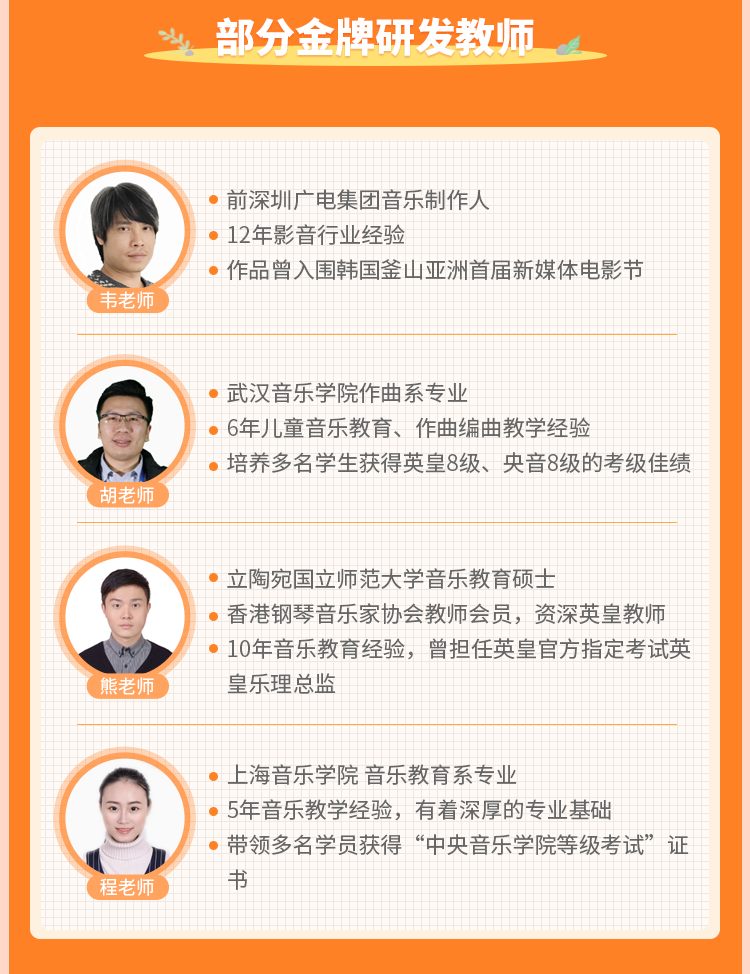 部分金牌研发教师
前深圳广电集团音乐制作人
12年影音行业经验
作品曾入围韩国釜山亚洲首届新媒体电影节
韦老师
武汉音乐学院作曲系专业
6年儿童音乐教育、作曲编曲教学经验
培养多名学生获得英皇8级、央音8级的考级佳绩
胡老师
立陶宛国立师范大学音乐教育硕士
香港钢琴音乐家协会教师会员，资深英皇教师
10年音乐教育经验，曾担任英皇官方指定考试英
皇乐理总监
熊老师
上海音乐学院 音乐教育系专业
5年音乐教学经验，有着深厚的专业基础
带领多名学员获得“中央音乐学院等级考试”证
书
程老师